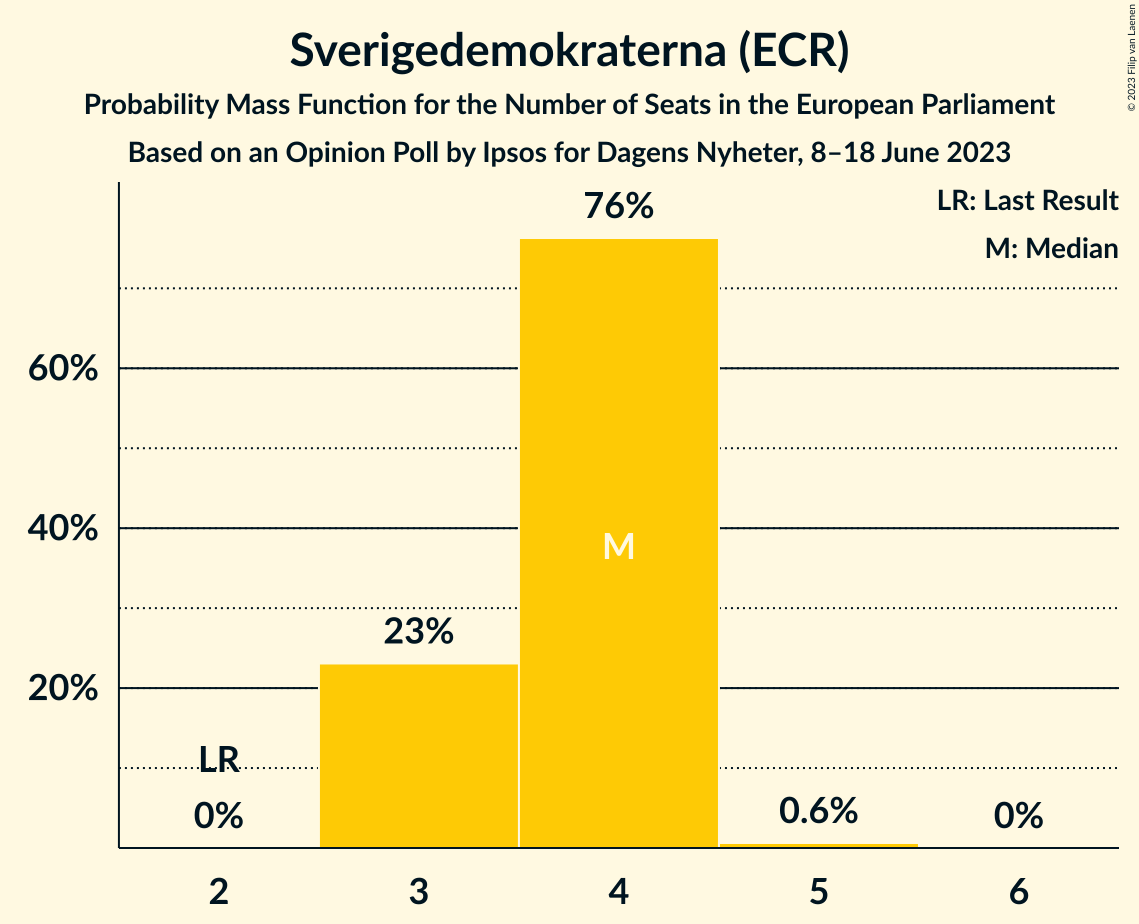 Sverigedemokraterna (ECR)
Probability Mass Function for the Number of Seats in the European Parliament
Based on an Opinion Poll by Ipsos for Dagens Nyheter, 8–18 June 2023
© 2023 Filip van Laenen
LR: Last Result
M: Median
76%
60%
40%
M
23%
20%
LR
0%
0.6%
0%
2 3 4 5 6